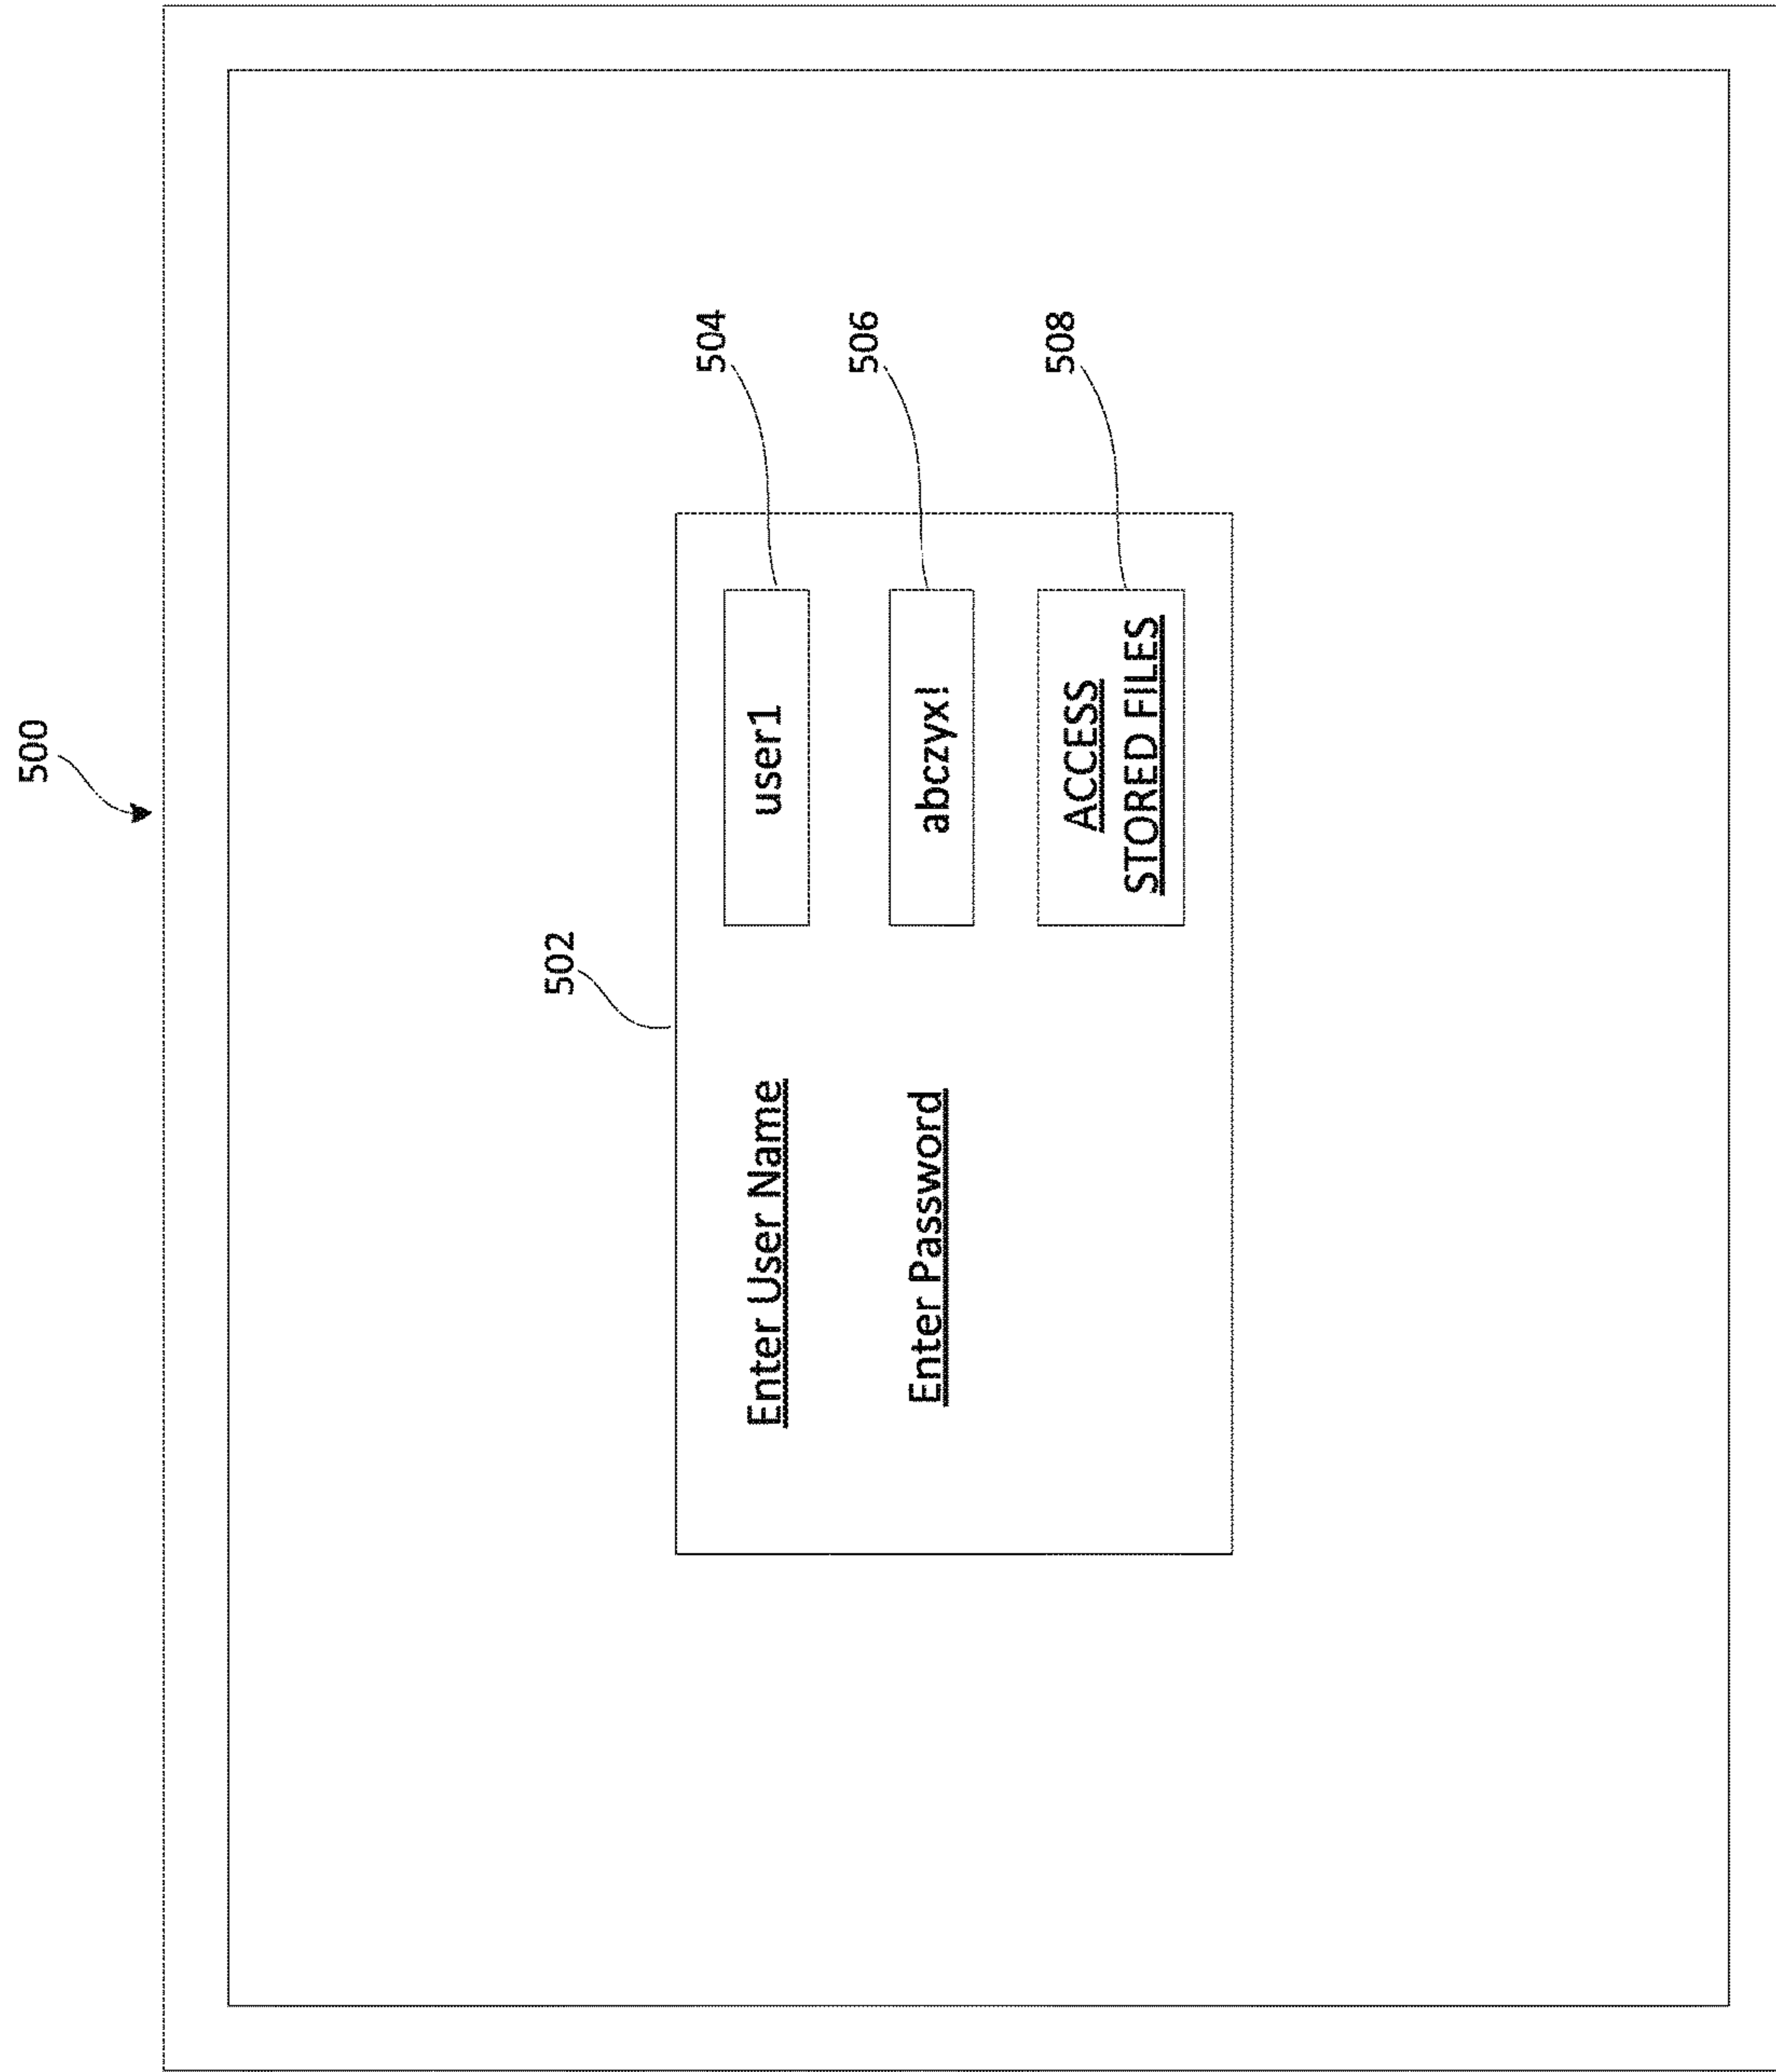 500
502
Enter User Name
user1
504
Enter Password
abczyx!
506
ACCESS
STORED FILES
508